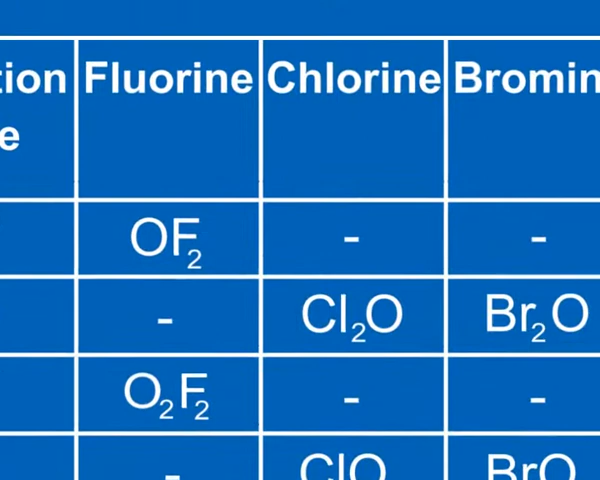 tion Fluorine Chlorine Bromin
e
OF₂ - -
- Cl₂O Br₂O
O₂F₂ - -
- ClO BrO